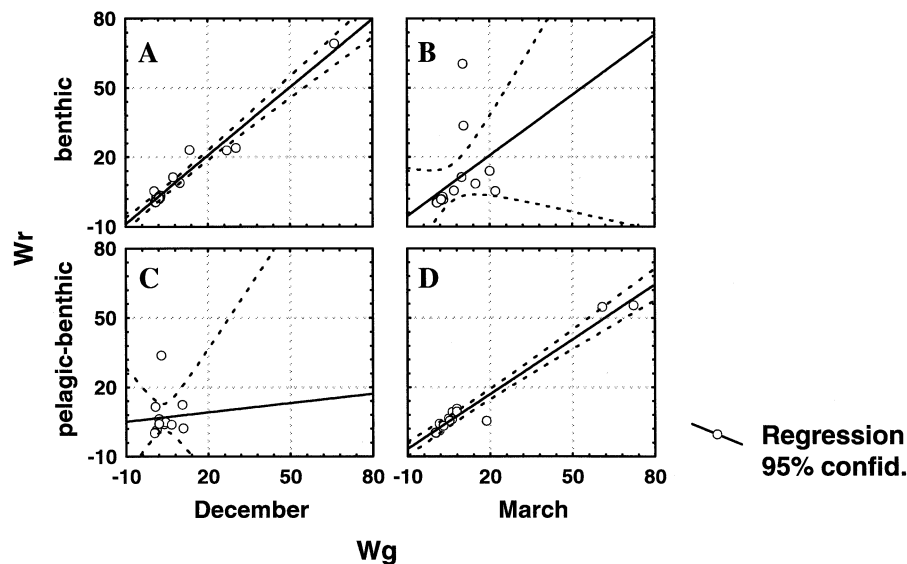 80
50
20
-10
A
B
benthic
Wr
80
50
20
-10
C
D
pelagic-benthic
-10 20 50 80
-10 20 50 80
December
March
Wg
Regression
95% confid.